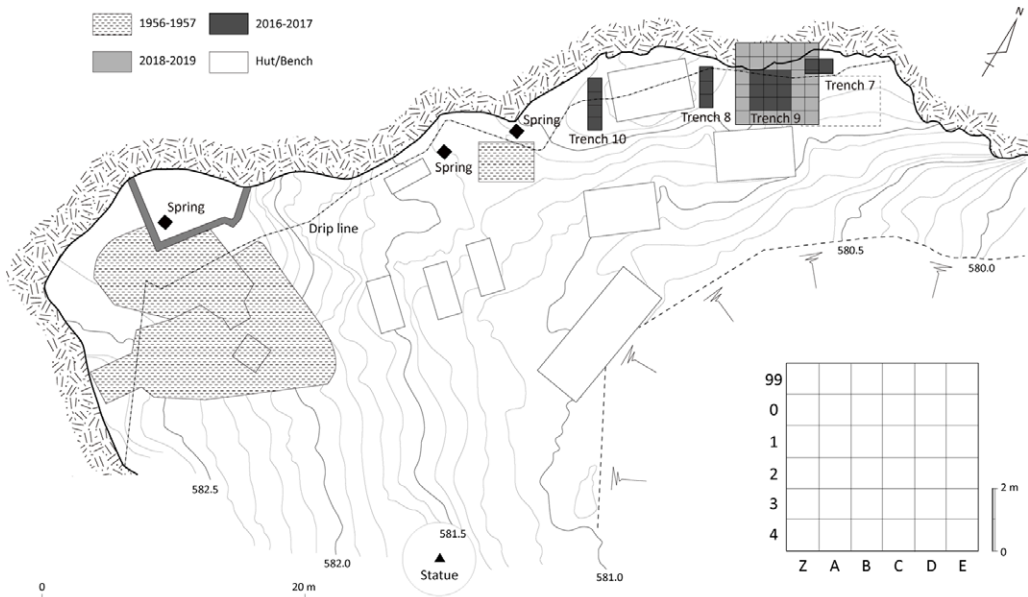 1956-1957
2016-2017
2018-2019
Hut/Bench
N
Trench 7
Spring
Trench 10
Trench 8
Trench 9
Spring
Spring
Drip line
580.5
580.0
99
0
1
2
3
4
Z A B C D E
2 m
0
582.5
581.5
582.0
Statue
581.0
0
20 m